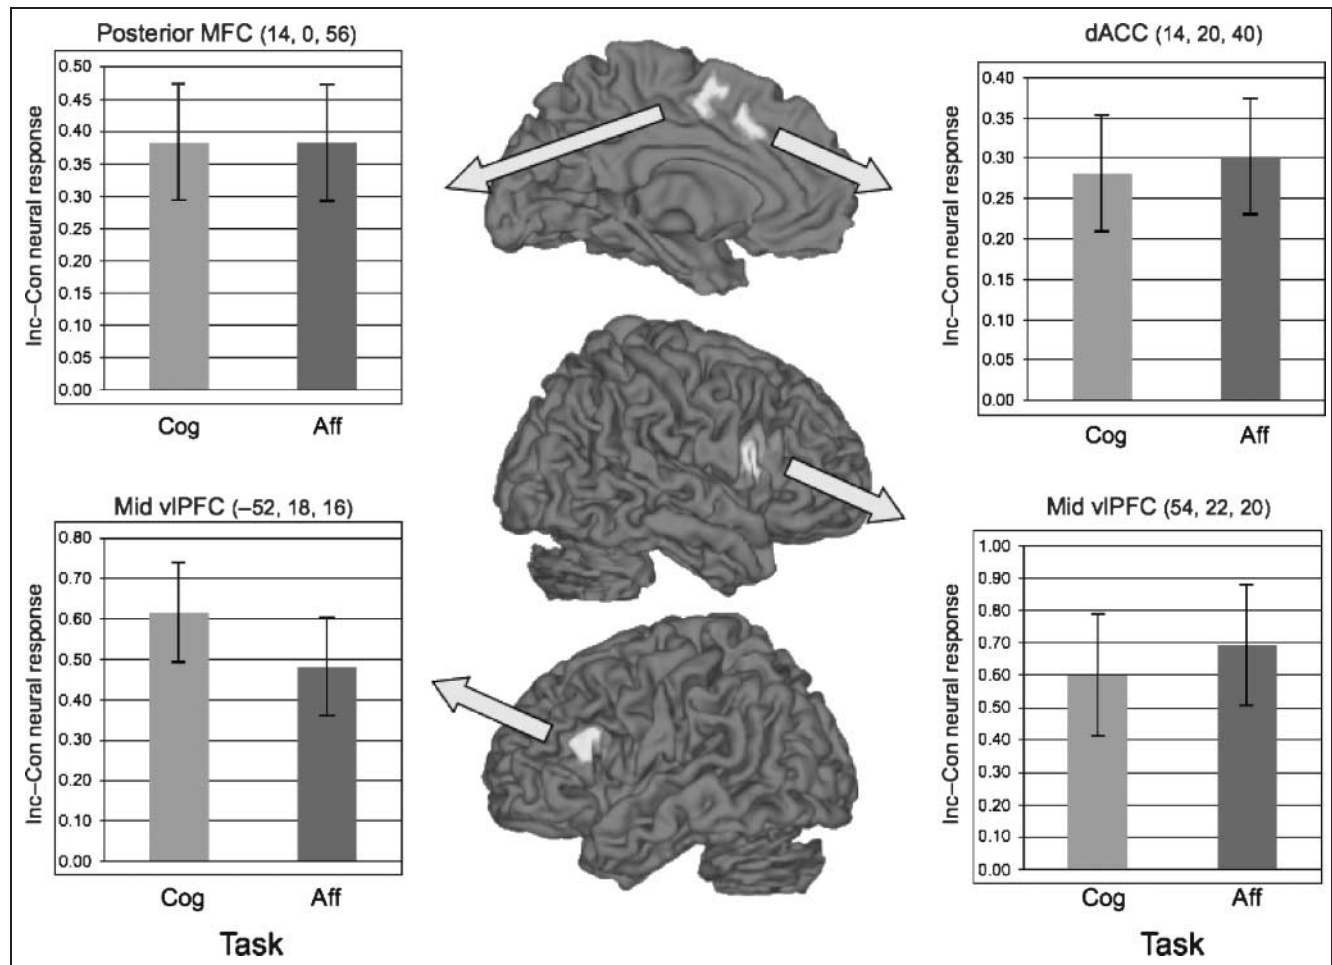 Posterior MFC (14, 0, 56)
Inc–Con neural response
0.50
0.45
0.40
0.35
0.30
0.25
0.20
0.15
0.10
0.05
0.00
Cog Aff
dACC (14, 20, 40)
Inc–Con neural response
0.40
0.35
0.30
0.25
0.20
0.15
0.10
0.05
0.00
Cog Aff
Mid vlPFC (–52, 18, 16)
Inc–Con neural response
0.80
0.70
0.60
0.50
0.40
0.30
0.20
0.10
0.00
Cog Aff
Task
Mid vlPFC (54, 22, 20)
Inc–Con neural response
1.00
0.90
0.80
0.70
0.60
0.50
0.40
0.30
0.20
0.10
0.00
Cog Aff
Task